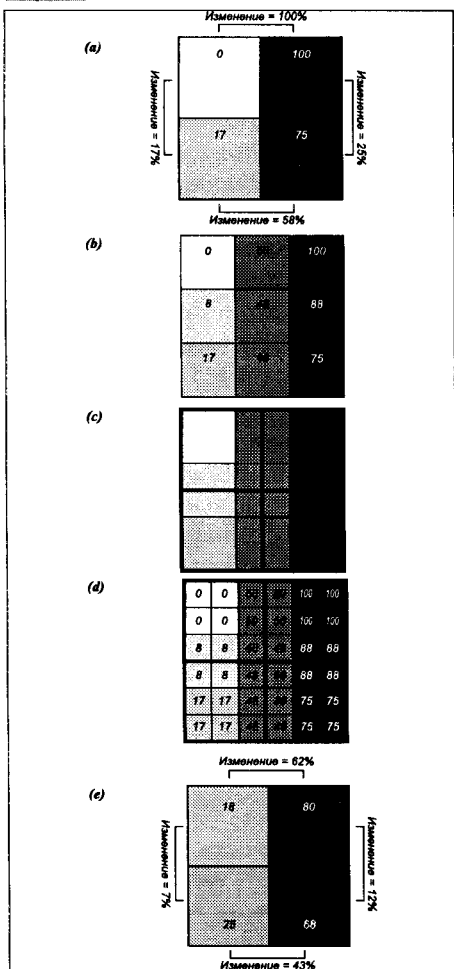 Изменение = 100%
(a)
0 100
Изменение = 17%
17 75
Изменение = 25%
Изменение = 58%
(b)
0 100
8 88
17 75
(c)
(d)
0 0 100 100
0 0 100 100
8 8 88 88
8 8 88 88
17 17 75 75
17 17 75 75
Изменение = 62%
(e)
18 80
Изменение = 7%
Изменение = 12%
25 68
Изменение = 43%